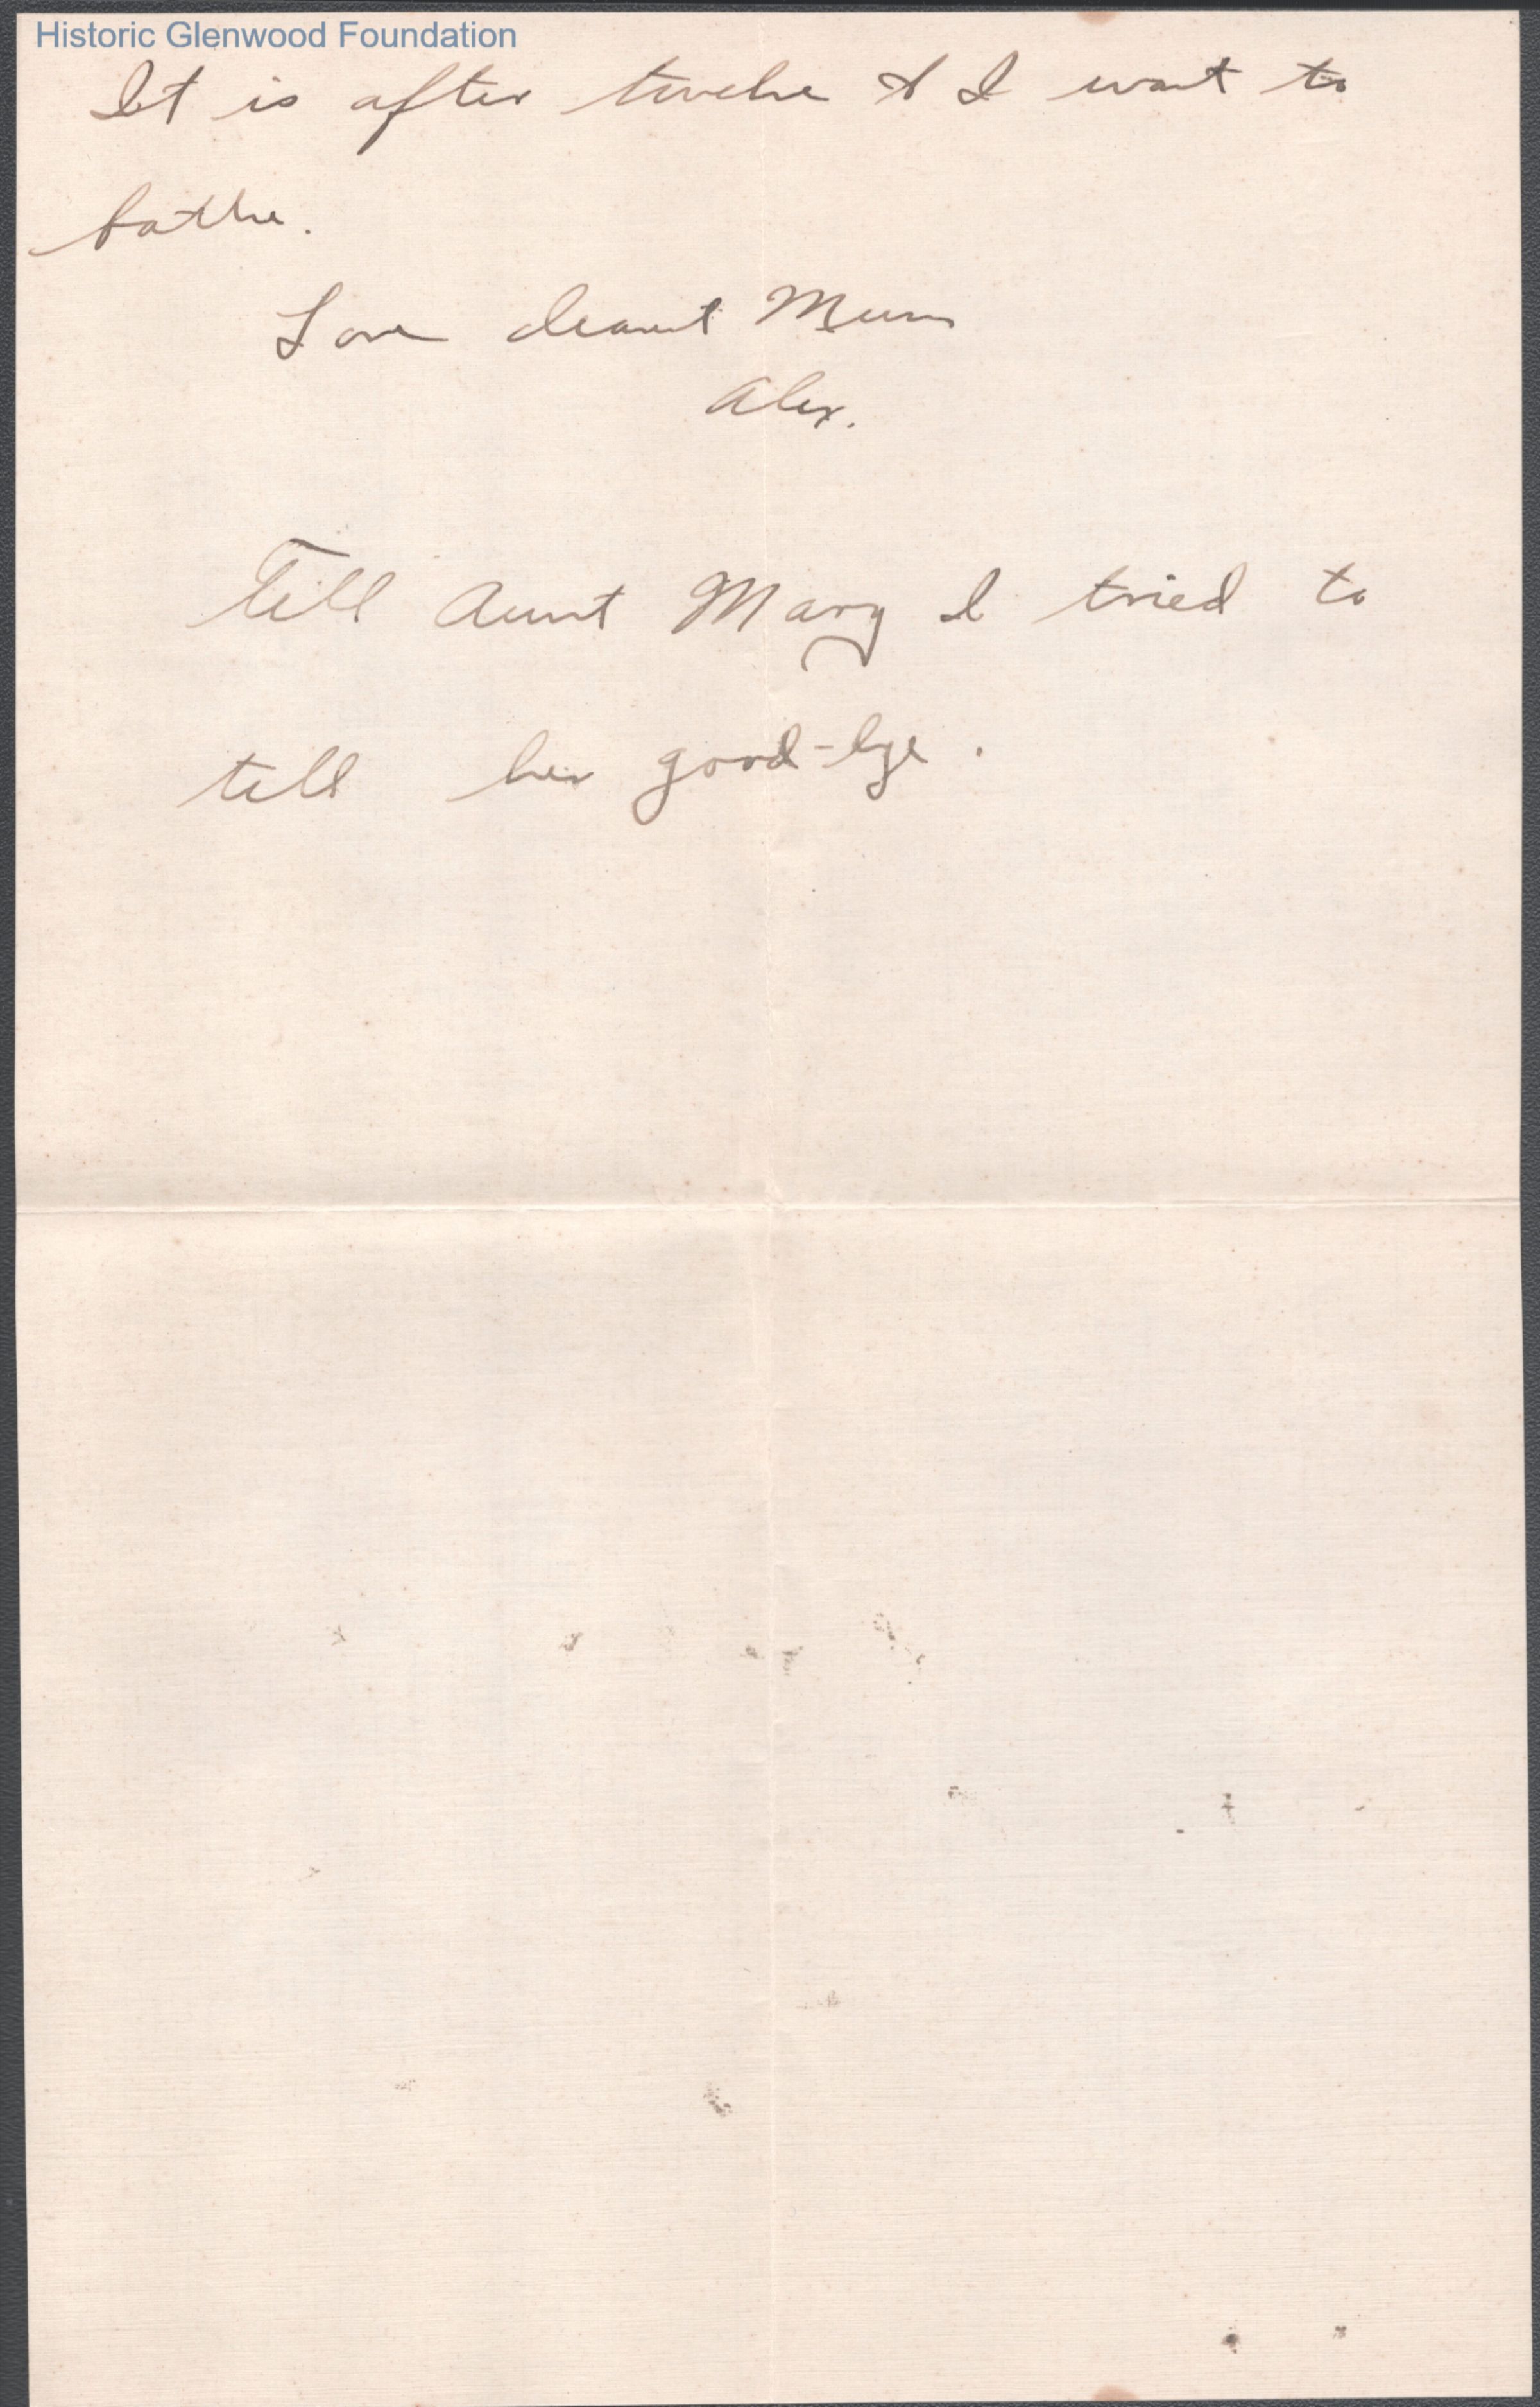 Historic Glenwood Foundation
It is after twelve & I want to
bathe.
Love dearest Mum
Alex.
Tell Aunt Mary I tried to
tell her good-bye.